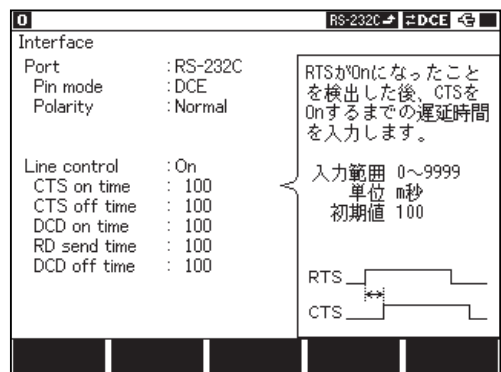 0 RS-232C DCE
Interface
Port :RS-232C
Pin mode :DCE
Polarity :Normal
Line control :On
CTS on time : 100
CTS off time : 100
DCD on time : 100
RD send time : 100
DCD off time : 100
RTSがOnになったこと
を検出した後、CTSを
Onするまでの遅延時間
を入力します。
入力範囲 0～9999
単位 m秒
初期値 100
RTS
CTS